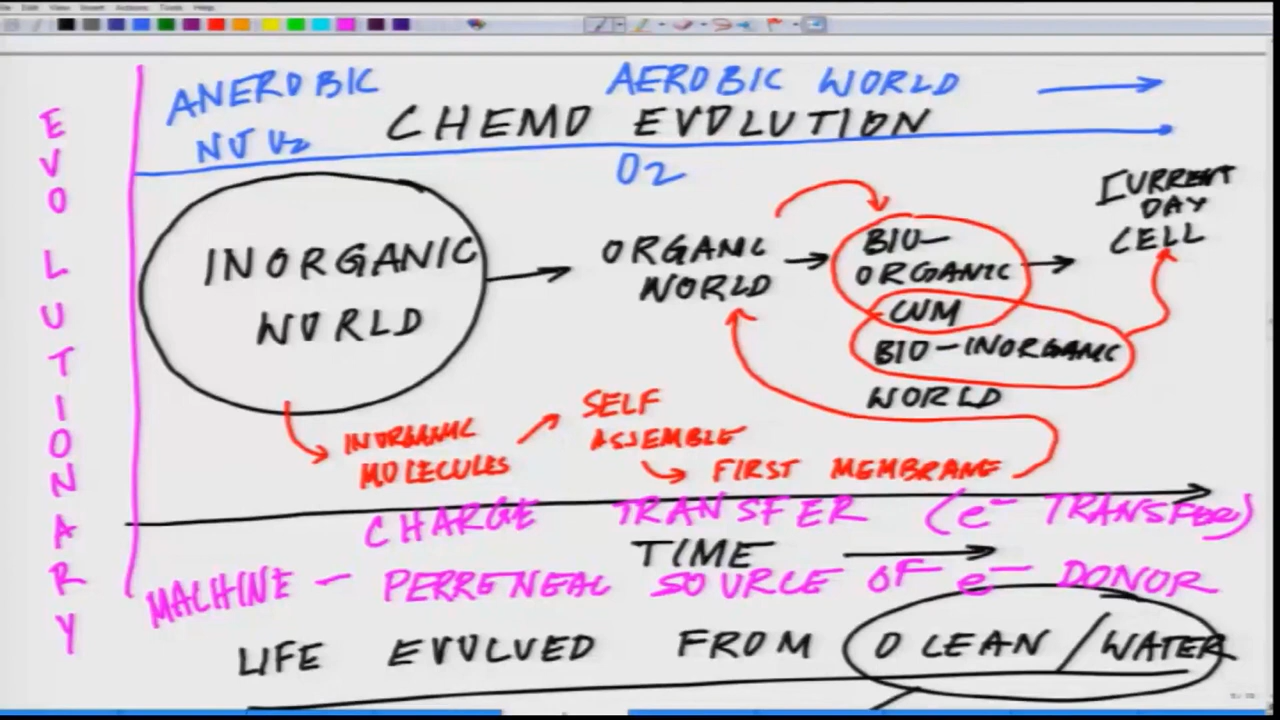 EVOLUTIONARY
ANEROBIC
AEROBIC WORLD
CHEMO EVOLUTION
NO O2
O2
INORGANIC
WORLD
ORGANIC
WORLD
BIO-
ORGANIC
CUM
BIO-INORGANIC
WORLD
CURRENT
DAY
CELL
INORGANIC
MOLECULES
SELF
ASSEMBLE
FIRST MEMBRANE
CHARGE TRANSFER (e- TRANSFER)
TIME
MACHINE - PERRENEAL SOURCE OF e- DONOR
LIFE EVOLVED FROM OCEAN/WATER